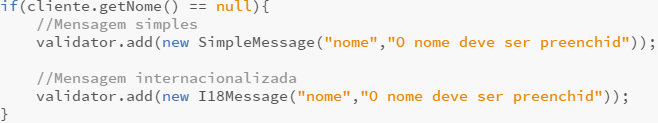 if(cliente.getNome() == null){
//Mensagem simples
validator.add(new SimpleMessage("nome","O nome deve ser preenchid"));
//Mensagem internacionalizada
validator.add(new I18Message("nome","O nome deve ser preenchid"));
}